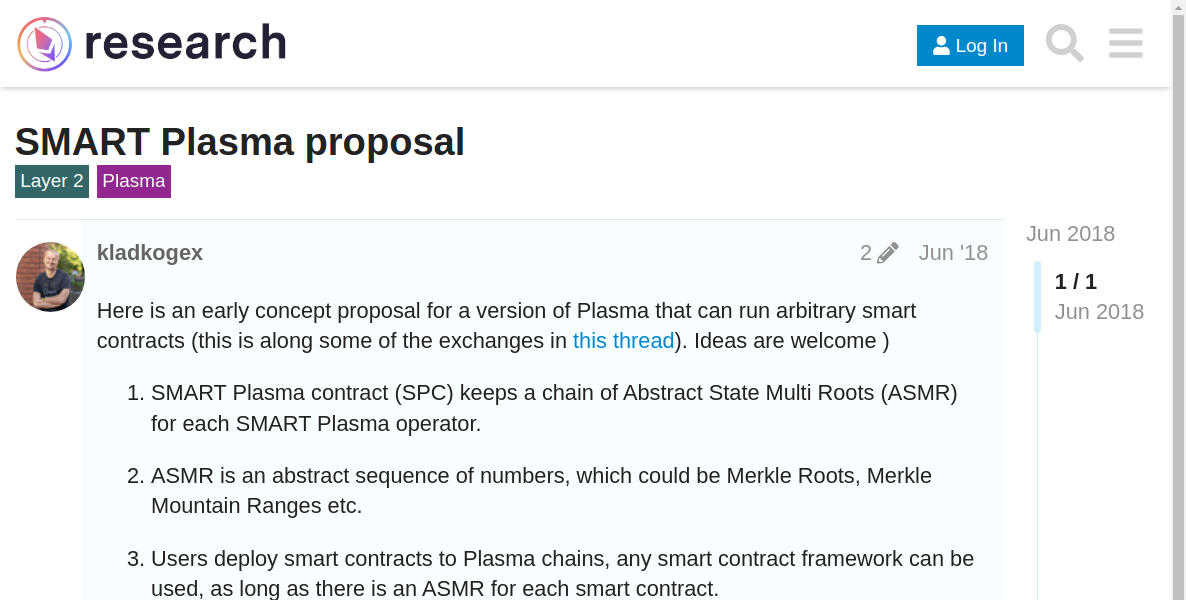 research
Log In
SMART Plasma proposal
Layer 2 Plasma
kladkogex
2
Jun '18
Here is an early concept proposal for a version of Plasma that can run arbitrary smart
contracts (this is along some of the exchanges in this thread). Ideas are welcome )
1. SMART Plasma contract (SPC) keeps a chain of Abstract State Multi Roots (ASMR)
for each SMART Plasma operator.
2. ASMR is an abstract sequence of numbers, which could be Merkle Roots, Merkle
Mountain Ranges etc.
3. Users deploy smart contracts to Plasma chains, any smart contract framework can be
used, as long as there is an ASMR for each smart contract.
Jun 2018
1 / 1
Jun 2018